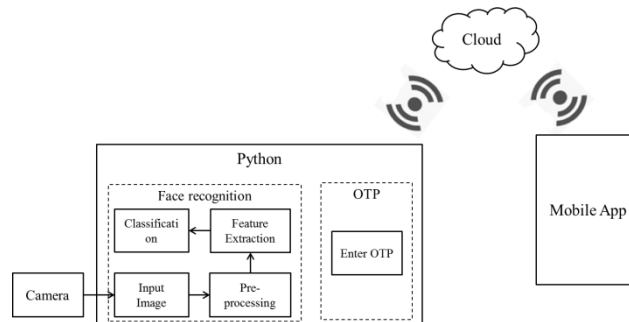 Cloud
Python
Face recognition
OTP
Classificati
on
Feature
Extraction
Enter OTP
Mobile App
Camera
Input
Image
Pre-
processing